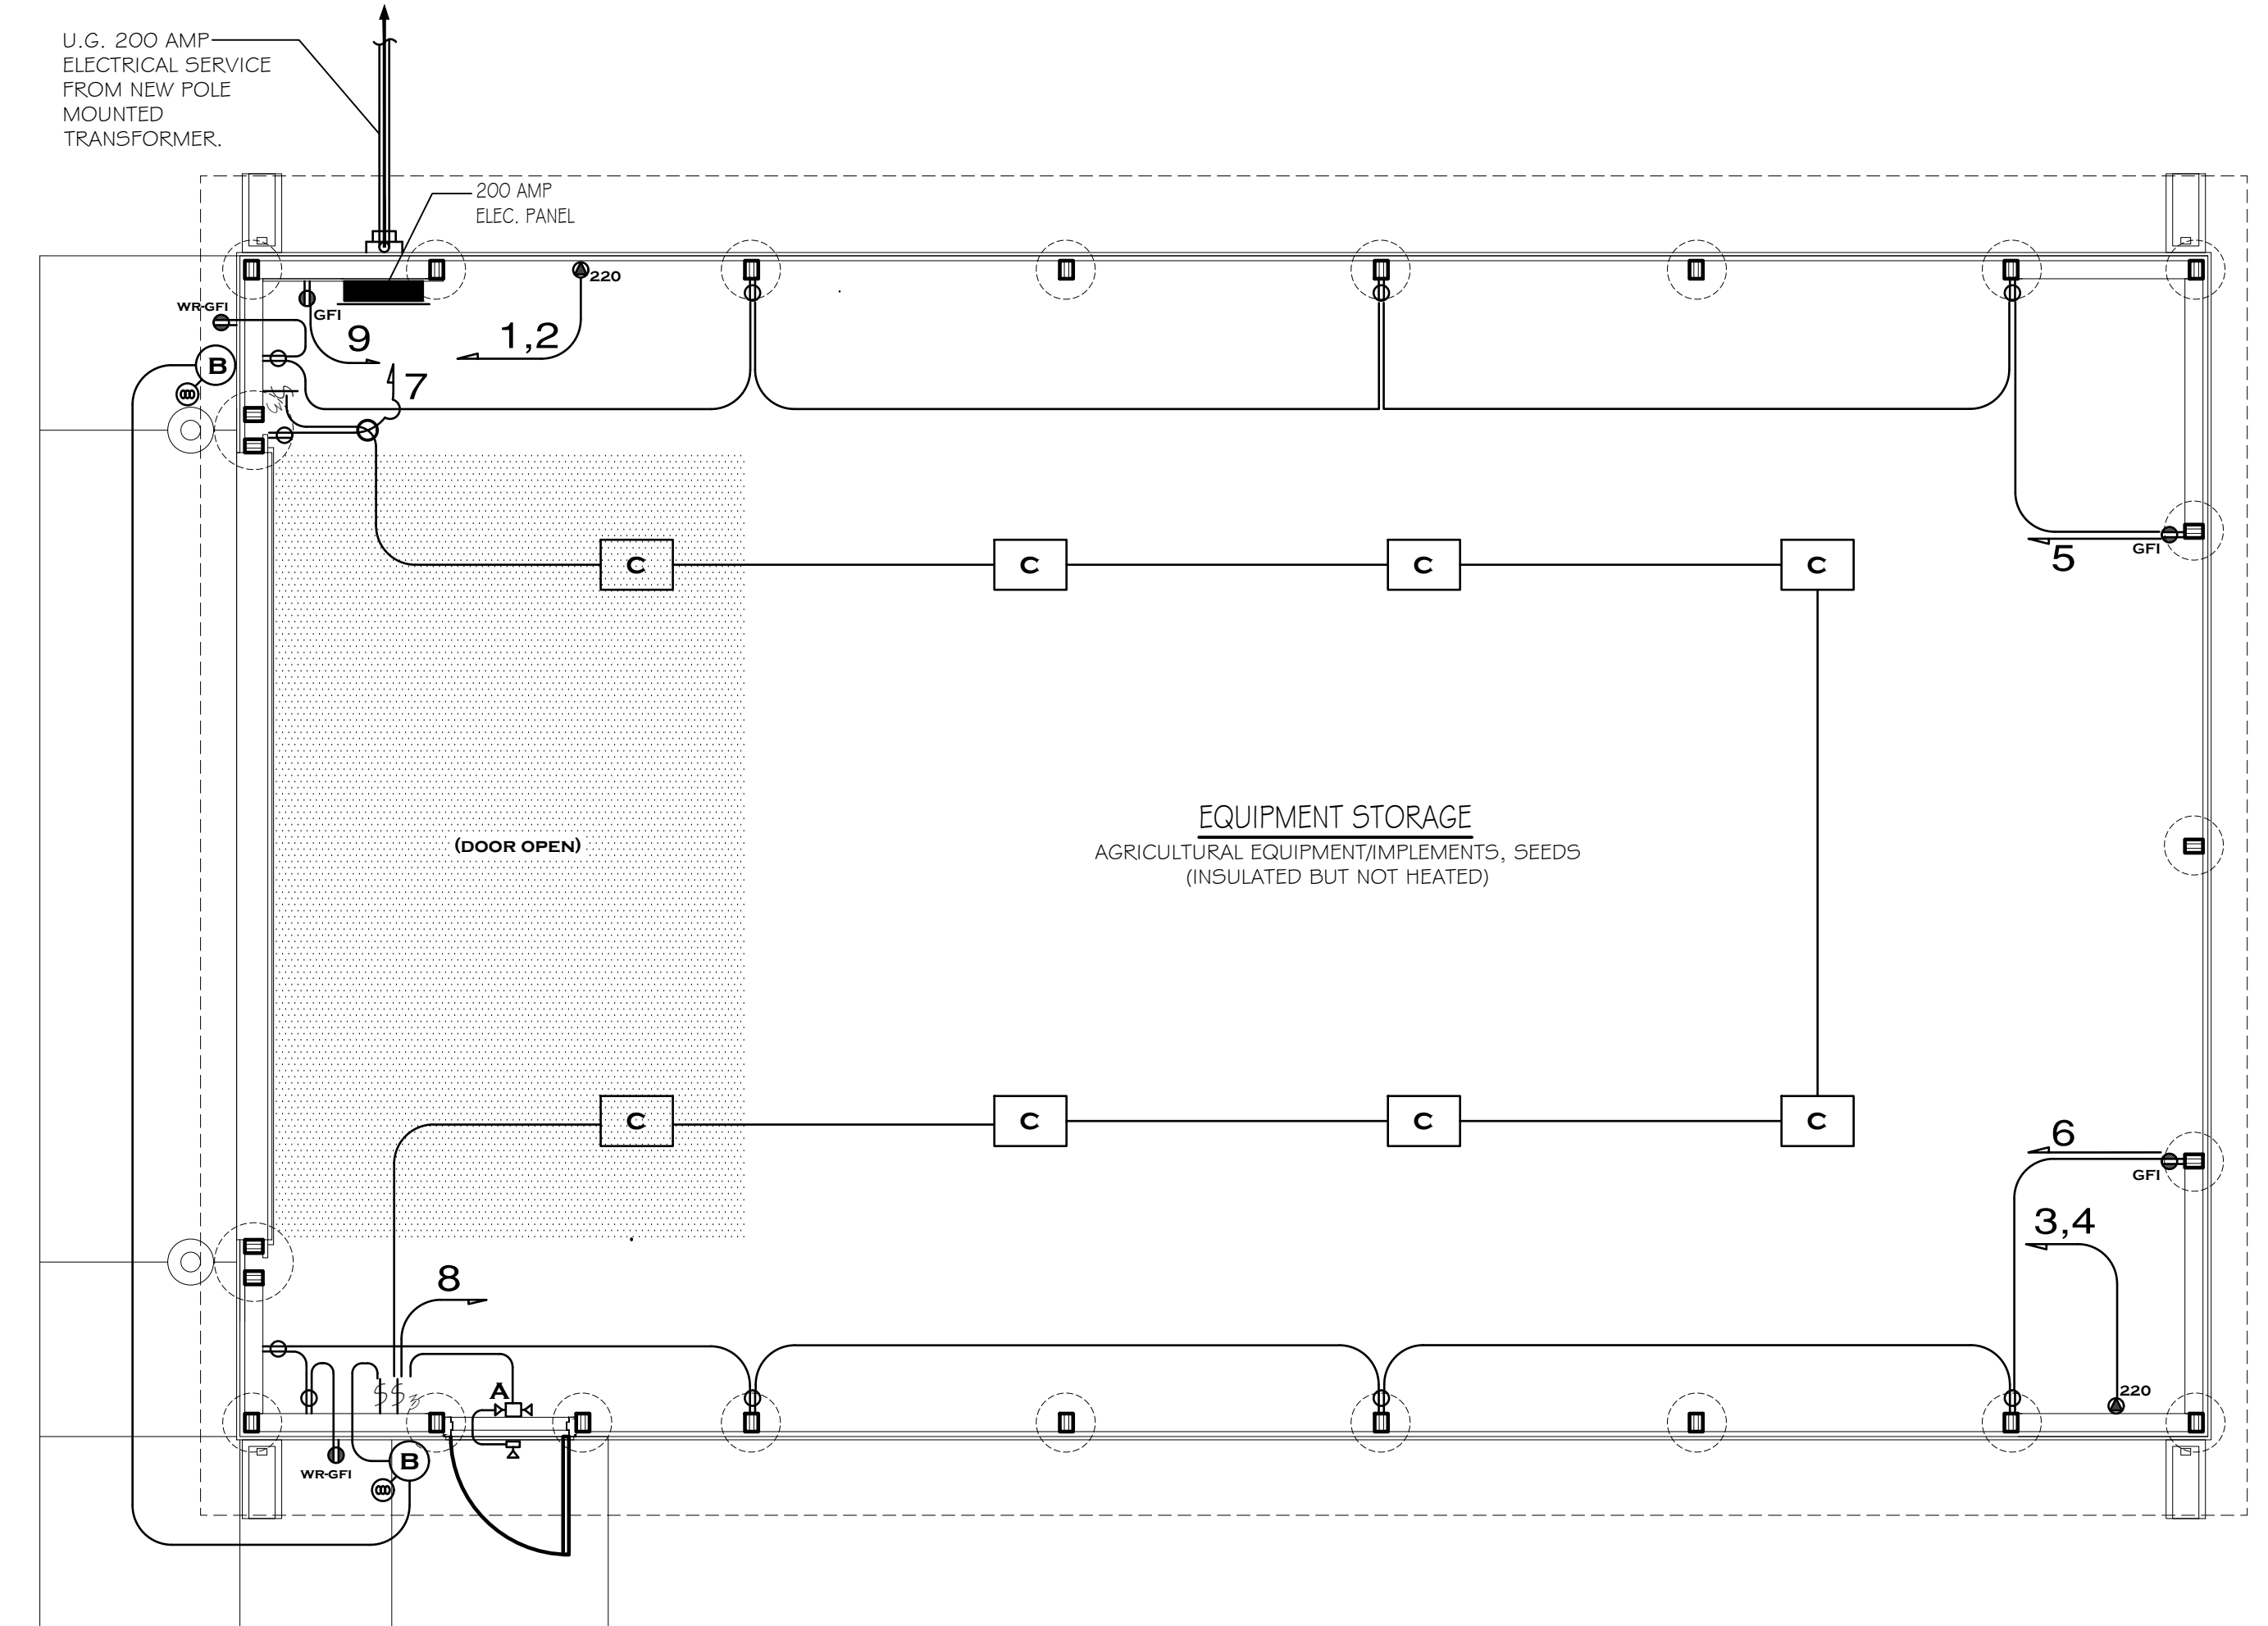 U.G. 200 AMP
ELECTRICAL SERVICE
FROM NEW POLE
MOUNTED
TRANSFORMER.
200 AMP
ELEC. PANEL
220
WR-GFI
GFI
9
1,2
B
7
$3
C
C
C
C
5
GFI
EQUIPMENT STORAGE
AGRICULTURAL EQUIPMENT/IMPLEMENTS, SEEDS
(INSULATED BUT NOT HEATED)
(DOOR OPEN)
C
C
C
C
6
GFI
3,4
8
220
A
$$3
B
WR-GFI